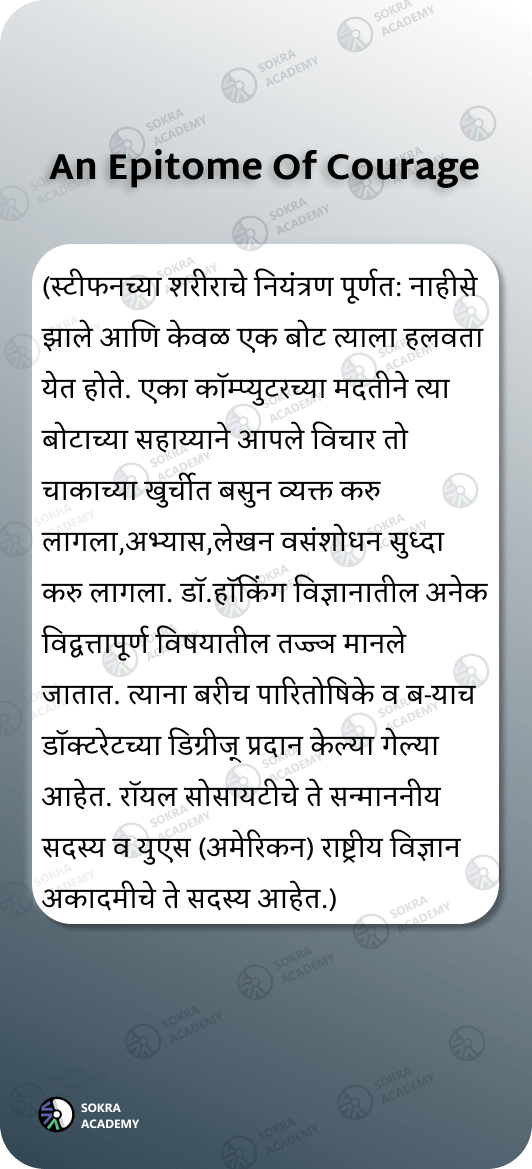 An Epitome Of Courage
(स्टीफनच्या शरीराचे नियंत्रण पूर्णत: नाहीसे
झाले आणि केवळ एक बोट त्याला हलवता
येत होते. एका कॉम्प्युटरच्या मदतीने त्या
बोटाच्या सहाय्याने आपले विचार तो
चाकाच्या खुर्चीत बसुन व्यक्त करु
लागला,अभ्यास,लेखन वसंशोधन सुध्दा
करु लागला. डॉ.हॉकिंग विज्ञानातील अनेक
विद्वत्तापूर्ण विषयातील तज्ज्ञ मानले
जातात. त्याना बरीच पारितोषिके व ब-याच
डॉक्टरेटच्या डिग्रीज् प्रदान केल्या गेल्या
आहेत. रॉयल सोसायटीचे ते सन्माननीय
सदस्य व युएस (अमेरिकन) राष्ट्रीय विज्ञान
अकादमीचे ते सदस्य आहेत.)
SOKRA
ACADEMY